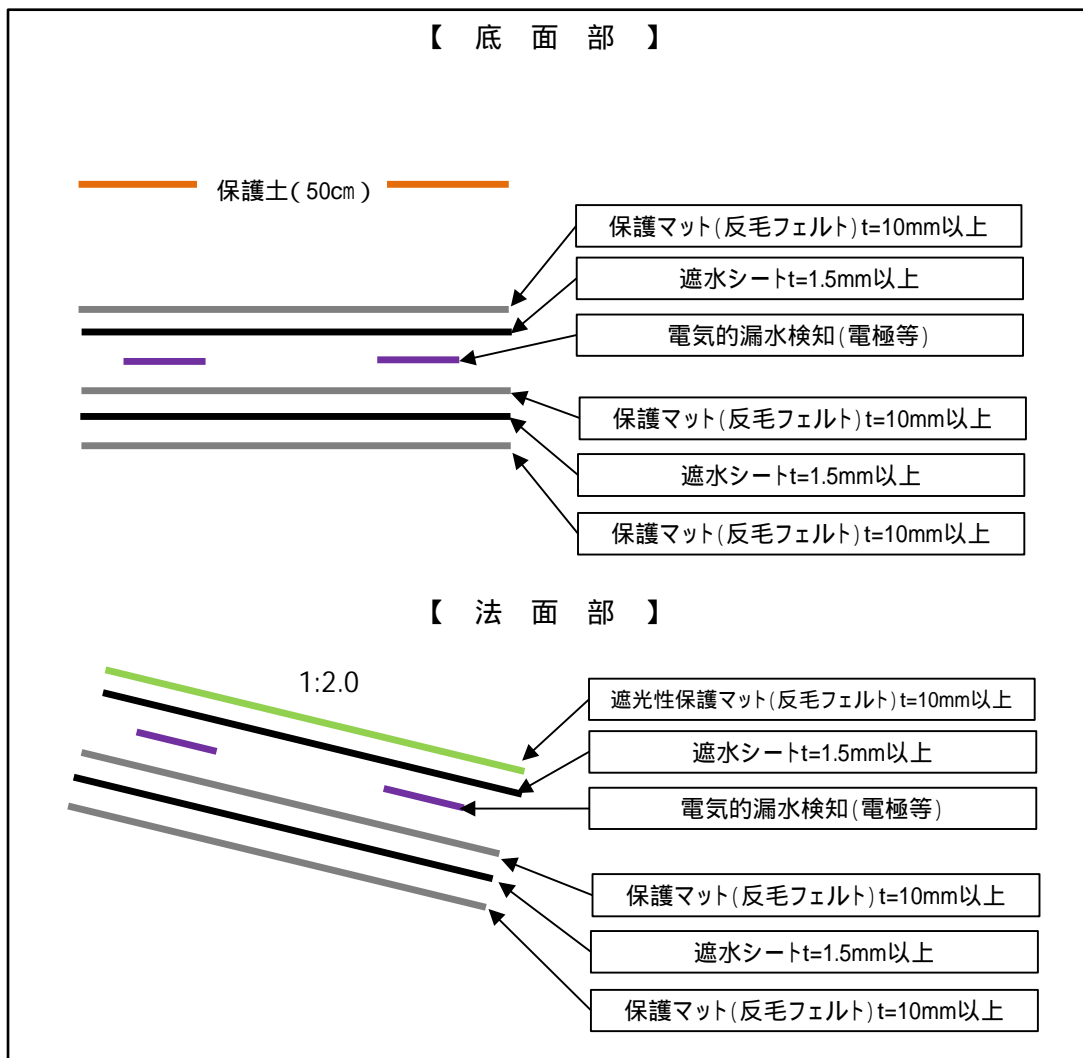 【 底 面 部 】
保護土(50㎝)
保護マット(反毛フェルト)t=10mm以上
遮水シートt=1.5mm以上
電気的漏水検知(電極等)
保護マット(反毛フェルト)t=10mm以上
遮水シートt=1.5mm以上
保護マット(反毛フェルト)t=10mm以上
【 法 面 部 】
1:2.0
遮光性保護マット(反毛フェルト)t=10mm以上
遮水シートt=1.5mm以上
電気的漏水検知(電極等)
保護マット(反毛フェルト)t=10mm以上
遮水シートt=1.5mm以上
保護マット(反毛フェルト)t=10mm以上